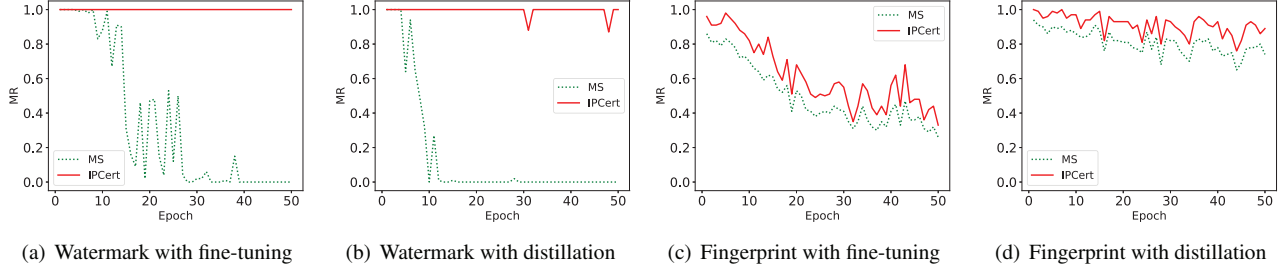 1.0
0.8
0.6
0.4
0.2
0.0
MR
0 10 20 30 40 50
Epoch
MS
IPCert
(a) Watermark with fine-tuning
1.0
0.8
0.6
0.4
0.2
0.0
MR
0 10 20 30 40 50
Epoch
MS
IPCert
(b) Watermark with distillation
1.0
0.8
0.6
0.4
0.2
0.0
MR
0 10 20 30 40 50
Epoch
MS
IPCert
(c) Fingerprint with fine-tuning
1.0
0.8
0.6
0.4
0.2
0.0
MR
0 10 20 30 40 50
Epoch
MS
IPCert
(d) Fingerprint with distillation